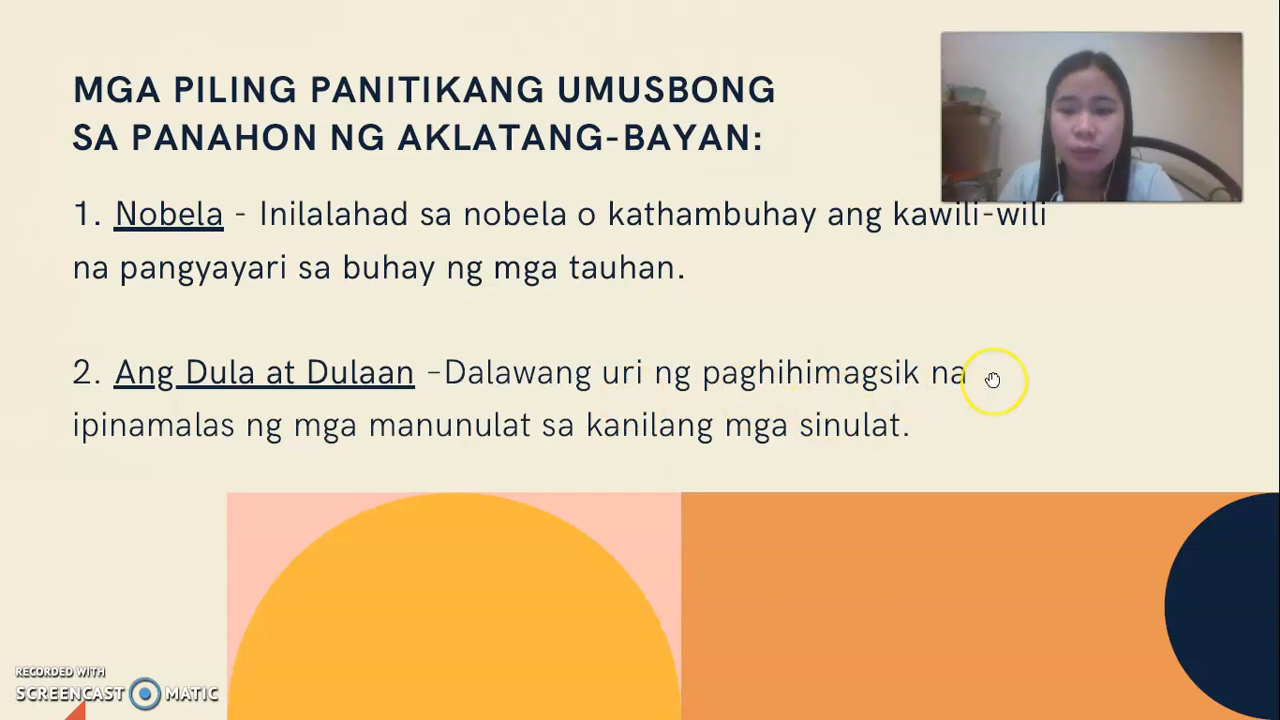 MGA PILING PANITIKANG UMUSBONG
SA PANAHON NG AKLATANG-BAYAN:
1. Nobela - Inilalahad sa nobela o kathambuhay ang kawili-wili
na pangyayari sa buhay ng mga tauhan.
2. Ang Dula at Dulaan –Dalawang uri ng paghihimagsik na
ipinamalas ng mga manunulat sa kanilang mga sinulat.
RECORDED WITH
SCREENCAST MATIC